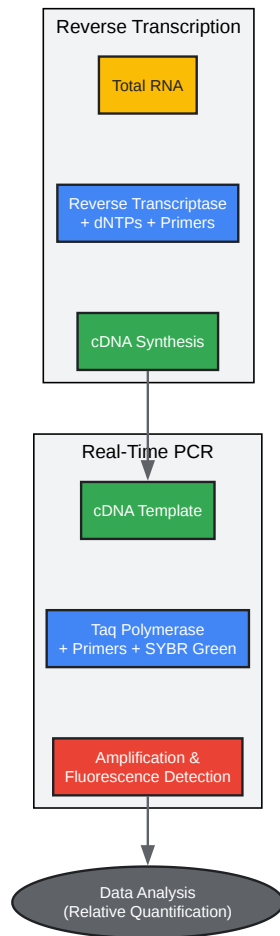 Reverse Transcription
Total RNA
Reverse Transcriptase
+ dNTPs + Primers
cDNA Synthesis
Real-Time PCR
cDNA Template
Taq Polymerase
+ Primers + SYBR Green
Amplification &
Fluorescence Detection
Data Analysis
(Relative Quantification)